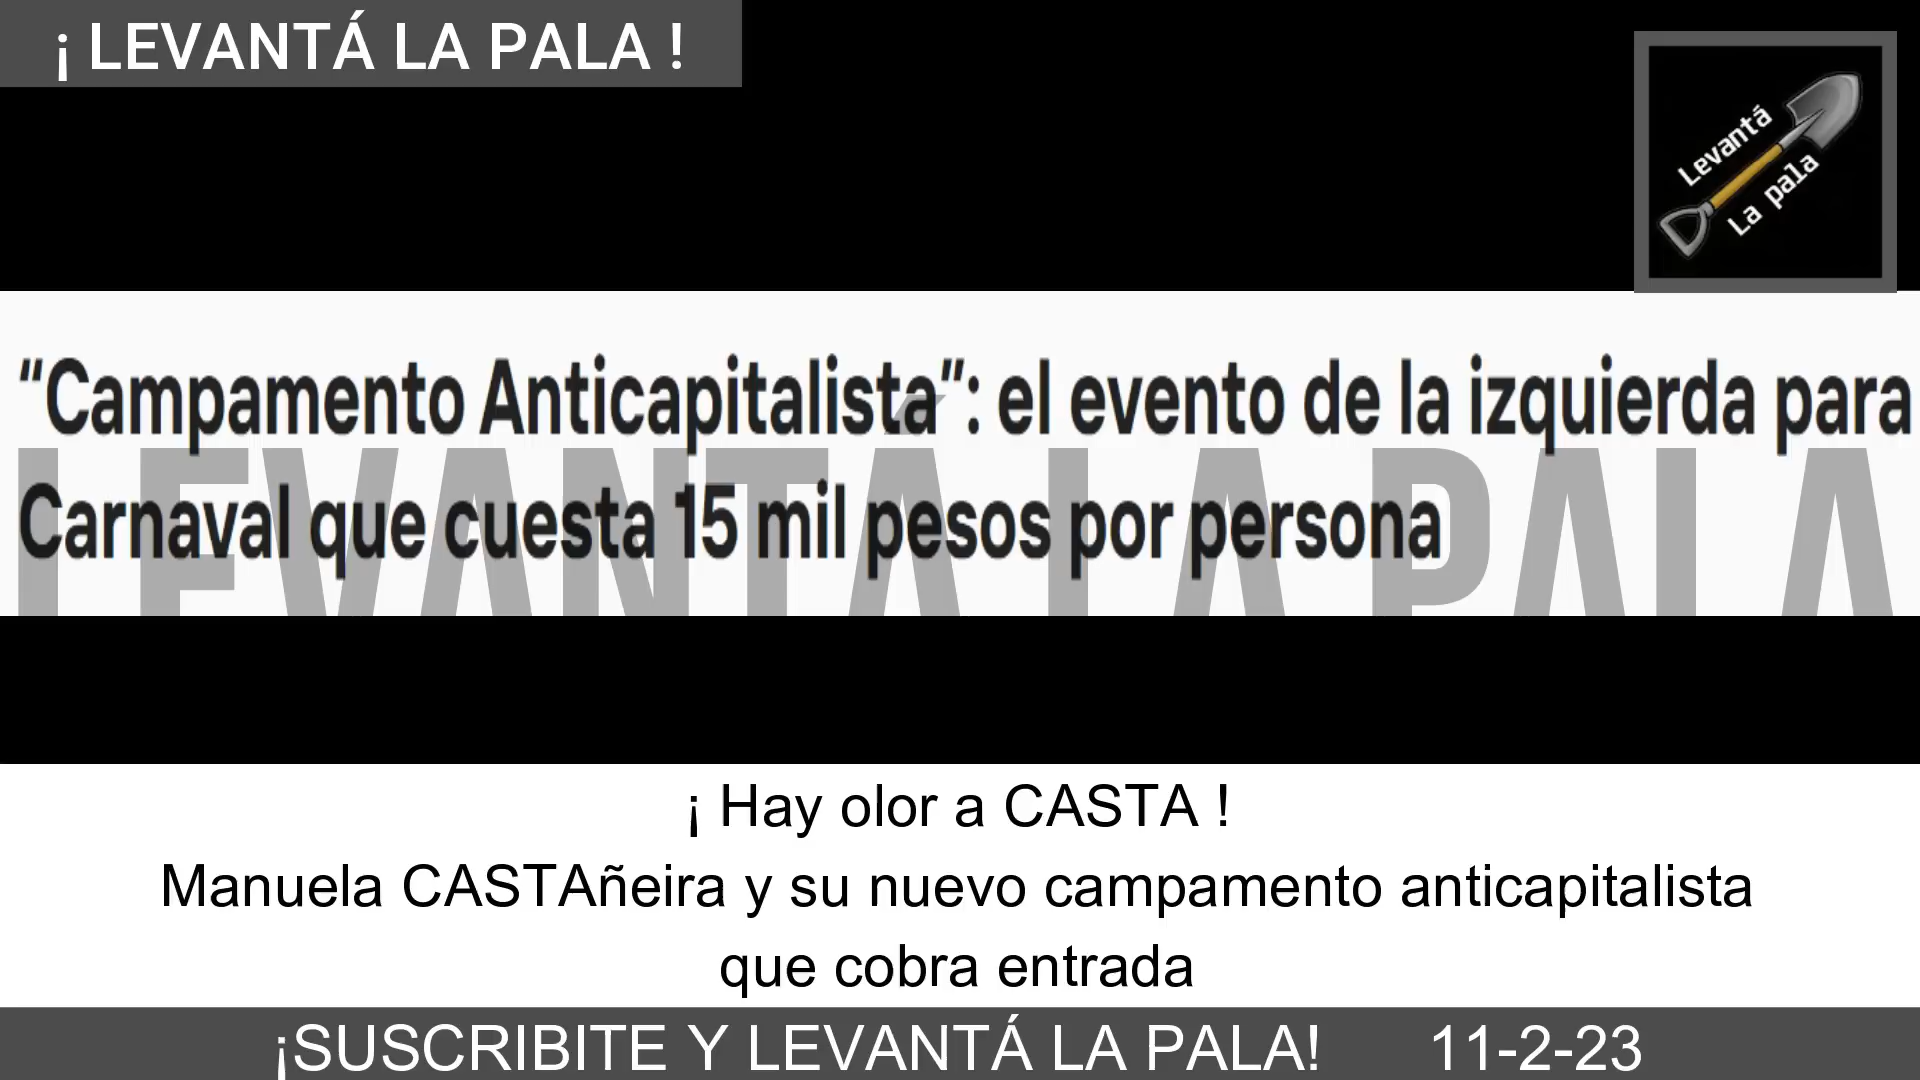 ¡ LEVANTÁ LA PALA !
Levantá
La pala
“Campamento Anticapitalista”: el evento de la izquierda para
Carnaval que cuesta 15 mil pesos por persona
LEVANTÁ LA PALA
¡ Hay olor a CASTA !
Manuela CASTAñeira y su nuevo campamento anticapitalista
que cobra entrada
¡SUSCRIBITE Y LEVANTÁ LA PALA! 11-2-23